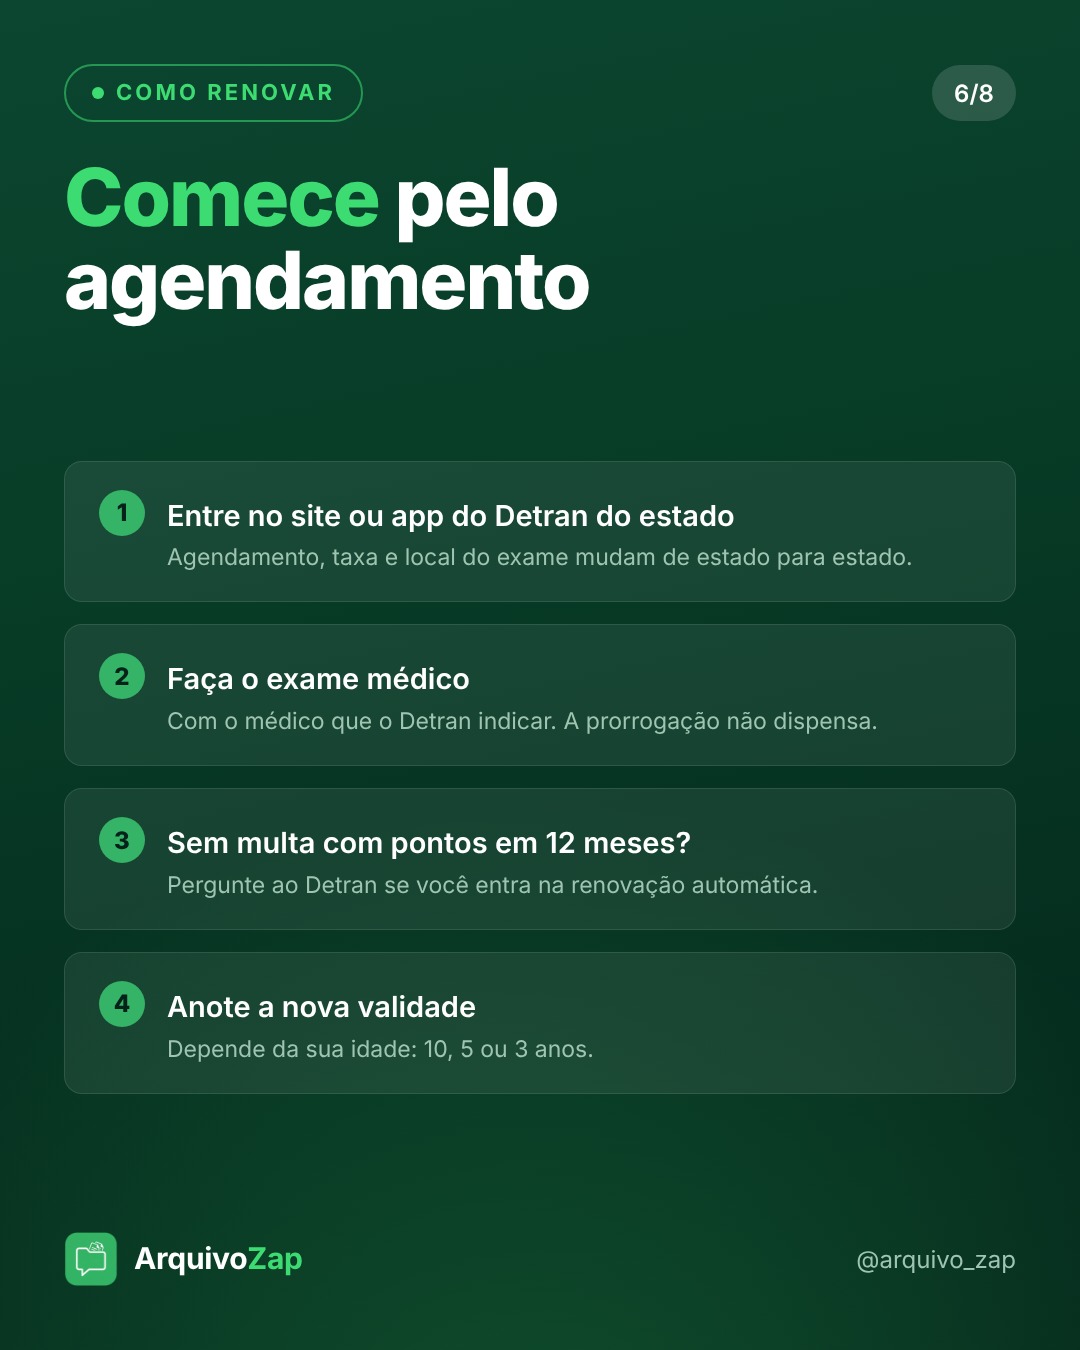 COMO RENOVAR
6/8
Comece pelo
agendamento
1
Entre no site ou app do Detran do estado
Agendamento, taxa e local do exame mudam de estado para estado.
2
Faça o exame médico
Com o médico que o Detran indicar. A prorrogação não dispensa.
3
Sem multa com pontos em 12 meses?
Pergunte ao Detran se você entra na renovação automática.
4
Anote a nova validade
Depende da sua idade: 10, 5 ou 3 anos.
ArquivoZap
@arquivo_zap